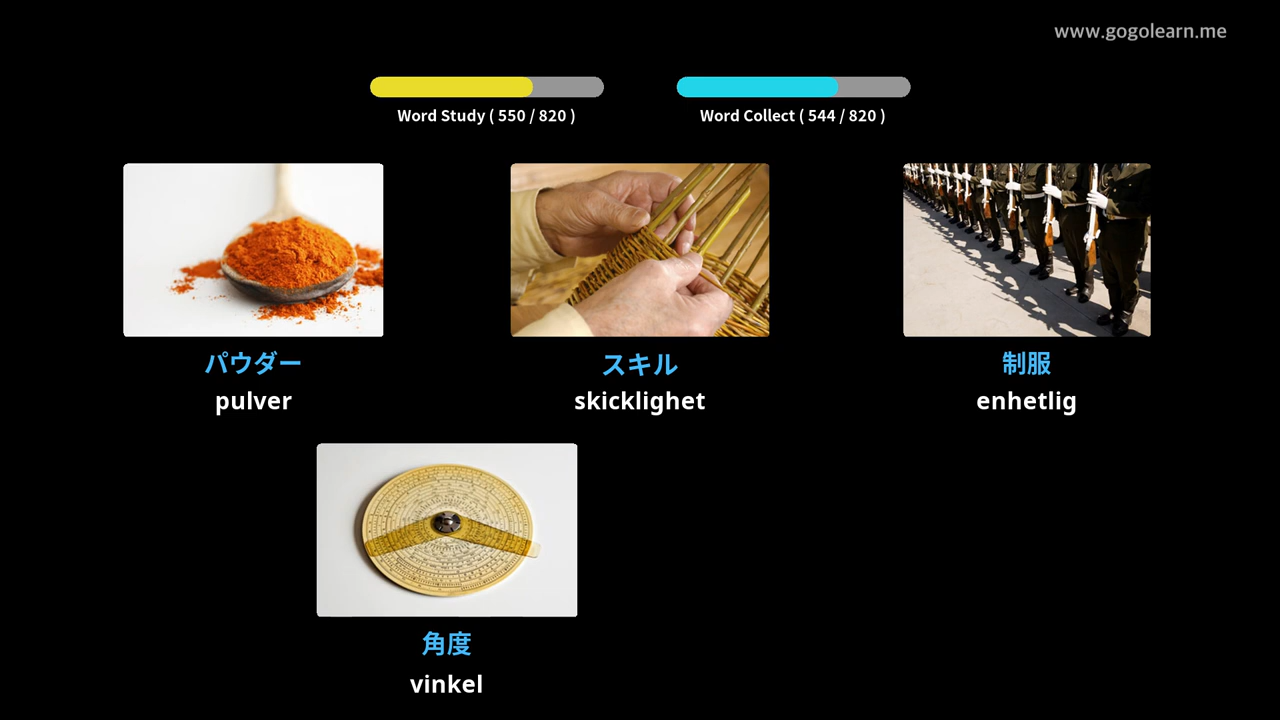 www.gogolearn.me
Word Study ( 550 / 820 )
Word Collect ( 544 / 820 )
パウダー
pulver
スキル
skicklighet
制服
enhetlig
角度
vinkel